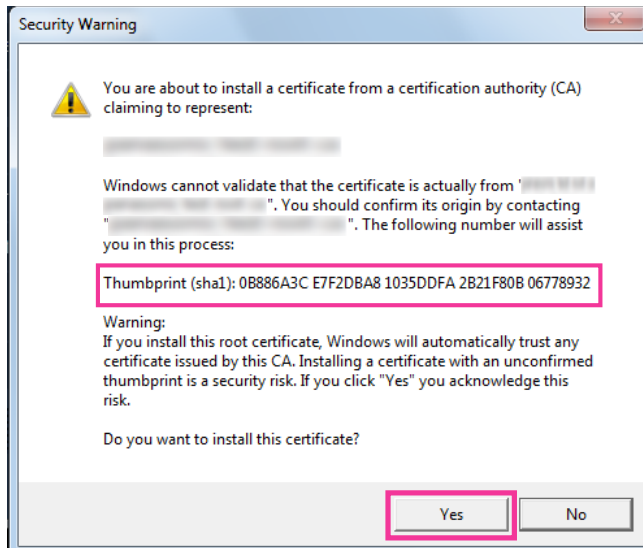 Security Warning
You are about to install a certificate from a certification authority (CA)
claiming to represent:
Windows cannot validate that the certificate is actually from "
". You should confirm its origin by contacting
" ". The following number will assist
you in this process:
Thumbprint (sha1): 0B886A3C E7F2DBA8 1035DDFA 2B21F80B 06778932
Warning:
If you install this root certificate, Windows will automatically trust any
certificate issued by this CA. Installing a certificate with an unconfirmed
thumbprint is a security risk. If you click "Yes" you acknowledge this
risk.
Do you want to install this certificate?
Yes
No